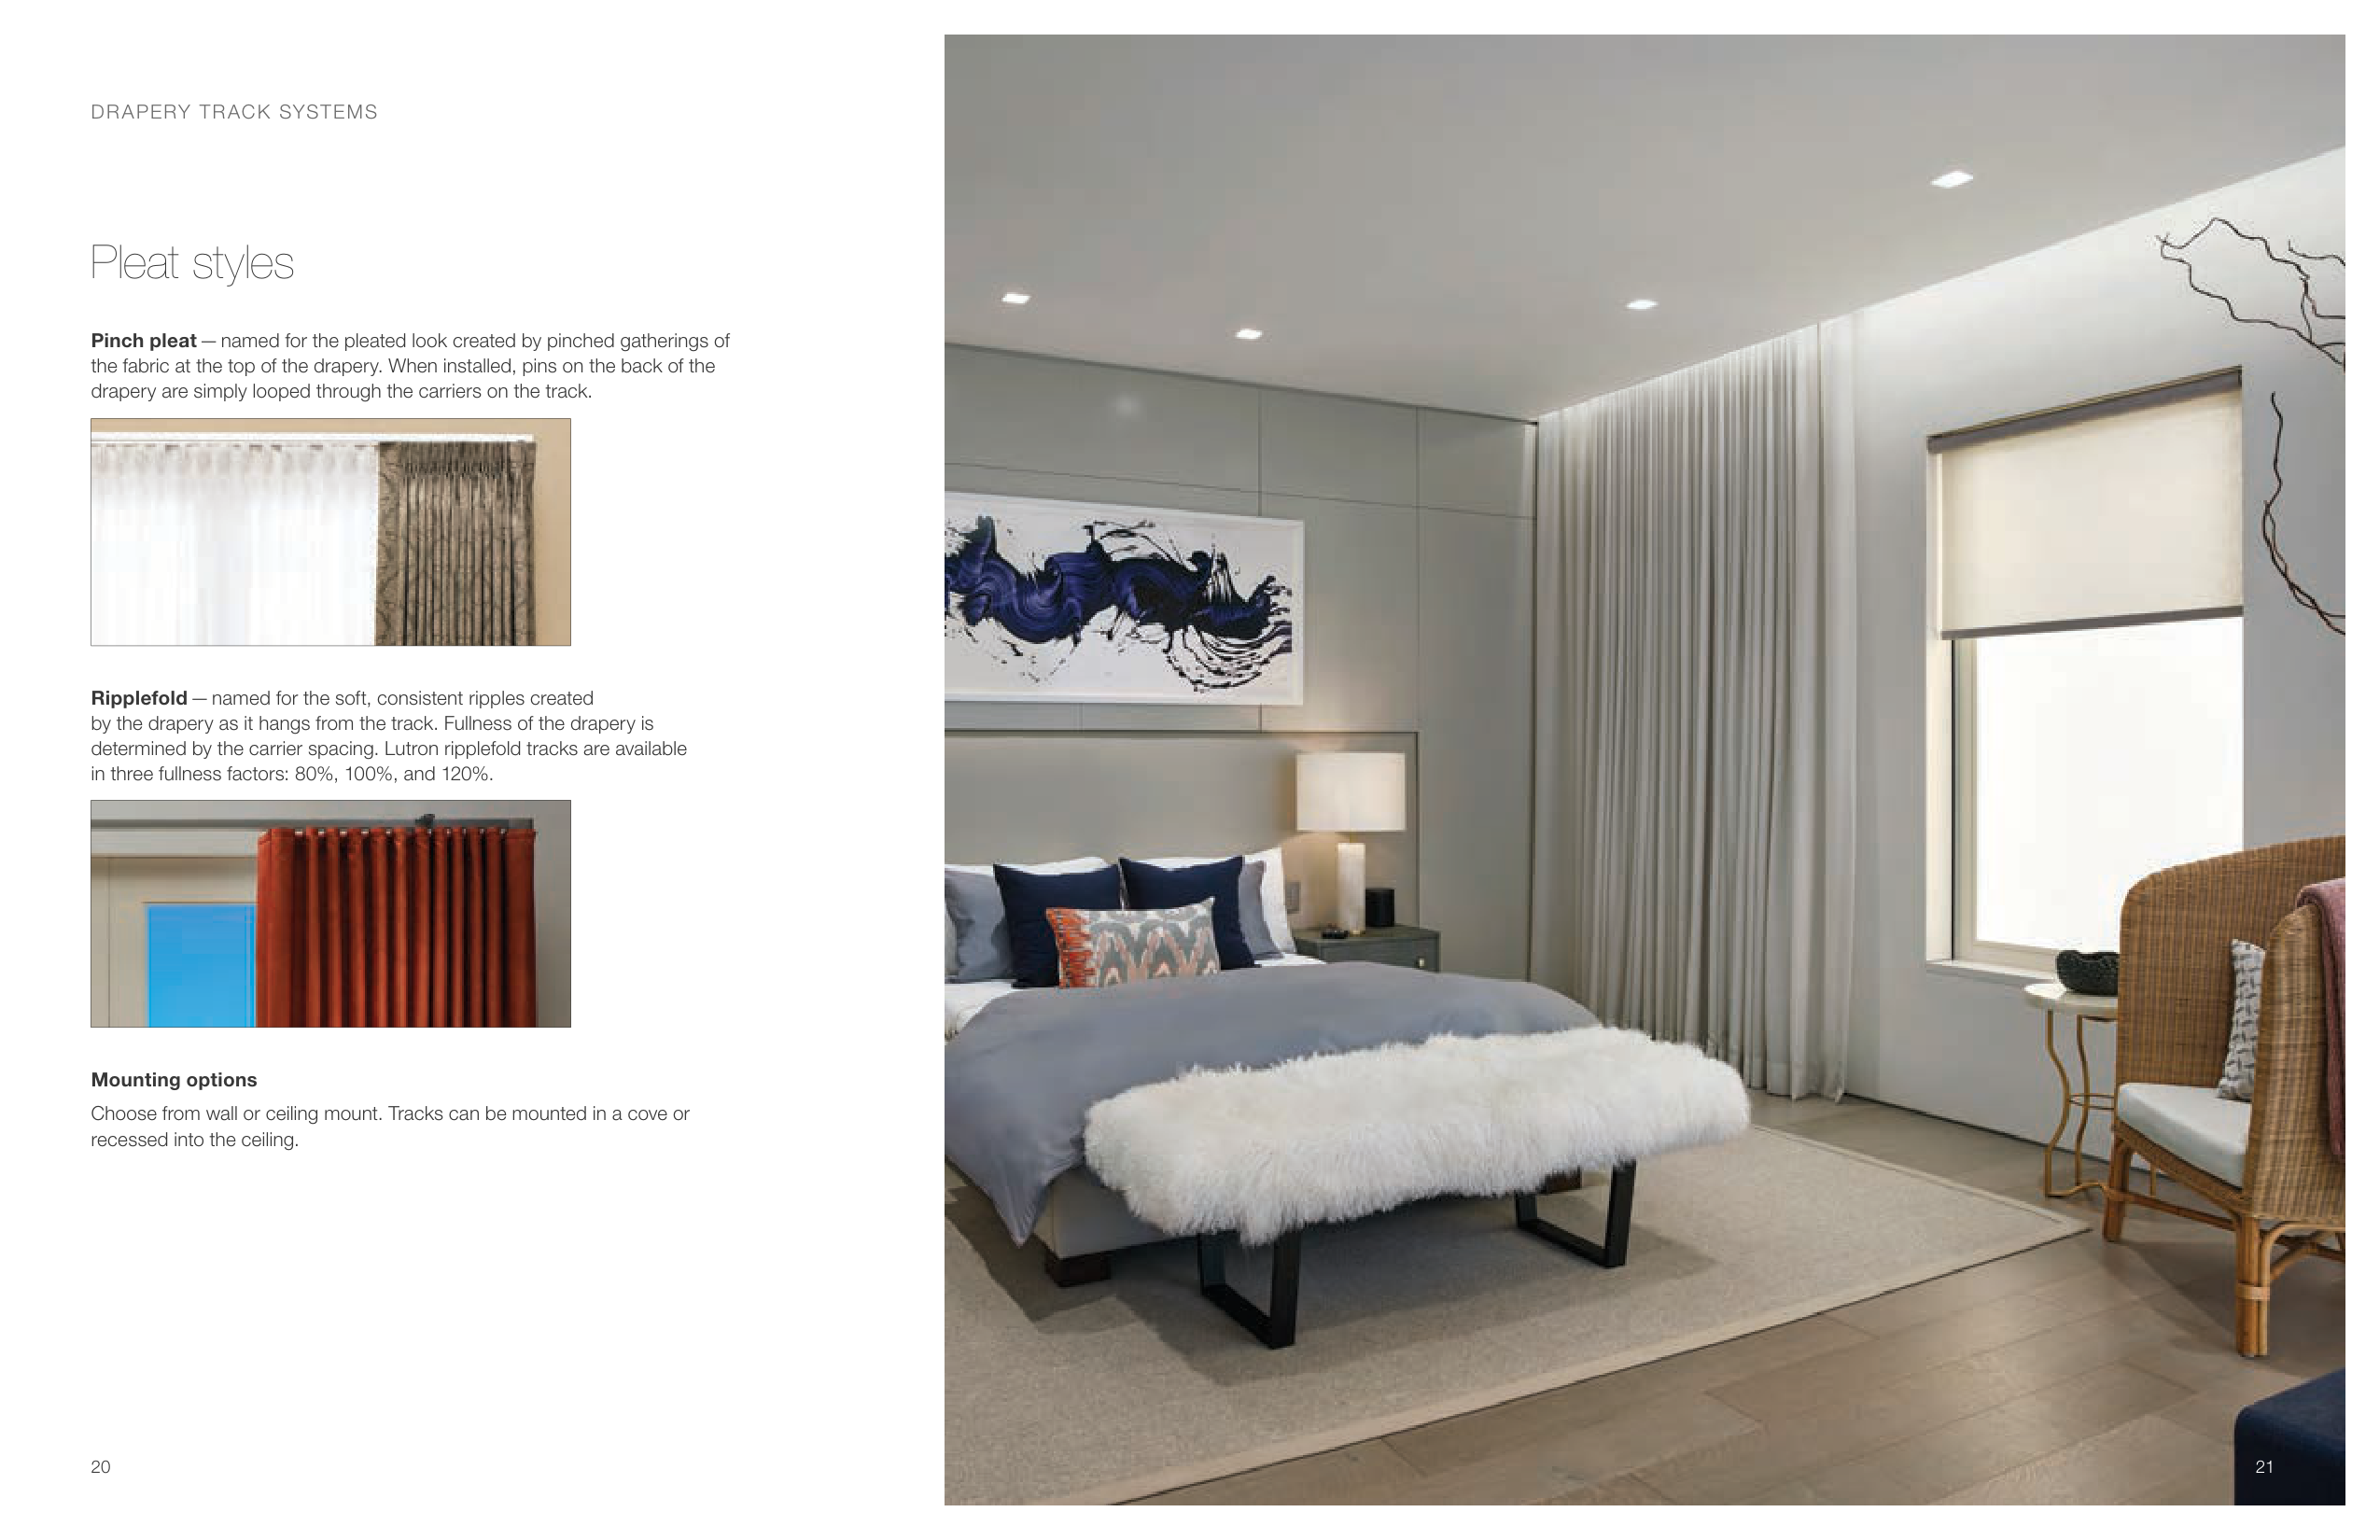 DRAPERY TRACK SYSTEMS
Pleat styles
Pinch pleat — named for the pleated look created by pinched gatherings of
the fabric at the top of the drapery. When installed, pins on the back of the
drapery are simply looped through the carriers on the track.
Ripplefold — named for the soft, consistent ripples created
by the drapery as it hangs from the track. Fullness of the drapery is
determined by the carrier spacing. Lutron ripplefold tracks are available
in three fullness factors: 80%, 100%, and 120%.
Mounting options
Choose from wall or ceiling mount. Tracks can be mounted in a cove or
recessed into the ceiling.
20
21